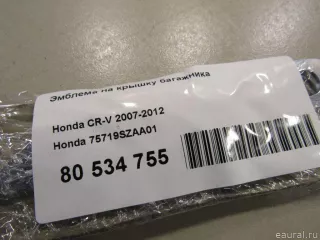 Эмблема на крышку багажника
Honda CR-V 2007-2012
Honda 75719SZAA01
80 534 755
eaural.ru